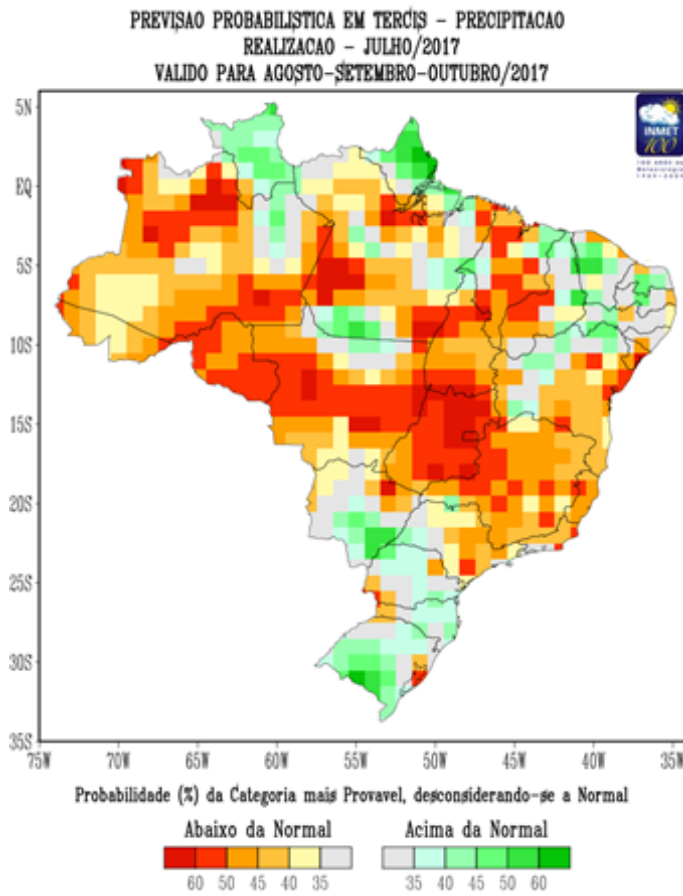 PREVISAO PROBABILISTICA EM TERCIS - PRECIPITACAO
REALIZACAO - JULHO/2017
VALIDO PARA AGOSTO-SETEMBRO-OUTUBRO/2017
INMET
100
5N
EQ
5S
10S
15S
20S
25S
30S
35S
75W 70W 65W 60W 55W 50W 45W 40W 35W
Probabilidade (%) da Categoria mais Provavel, desconsiderando-se a Normal
Abaixo da Normal Acima da Normal
60 50 45 40 35 35 40 45 50 60